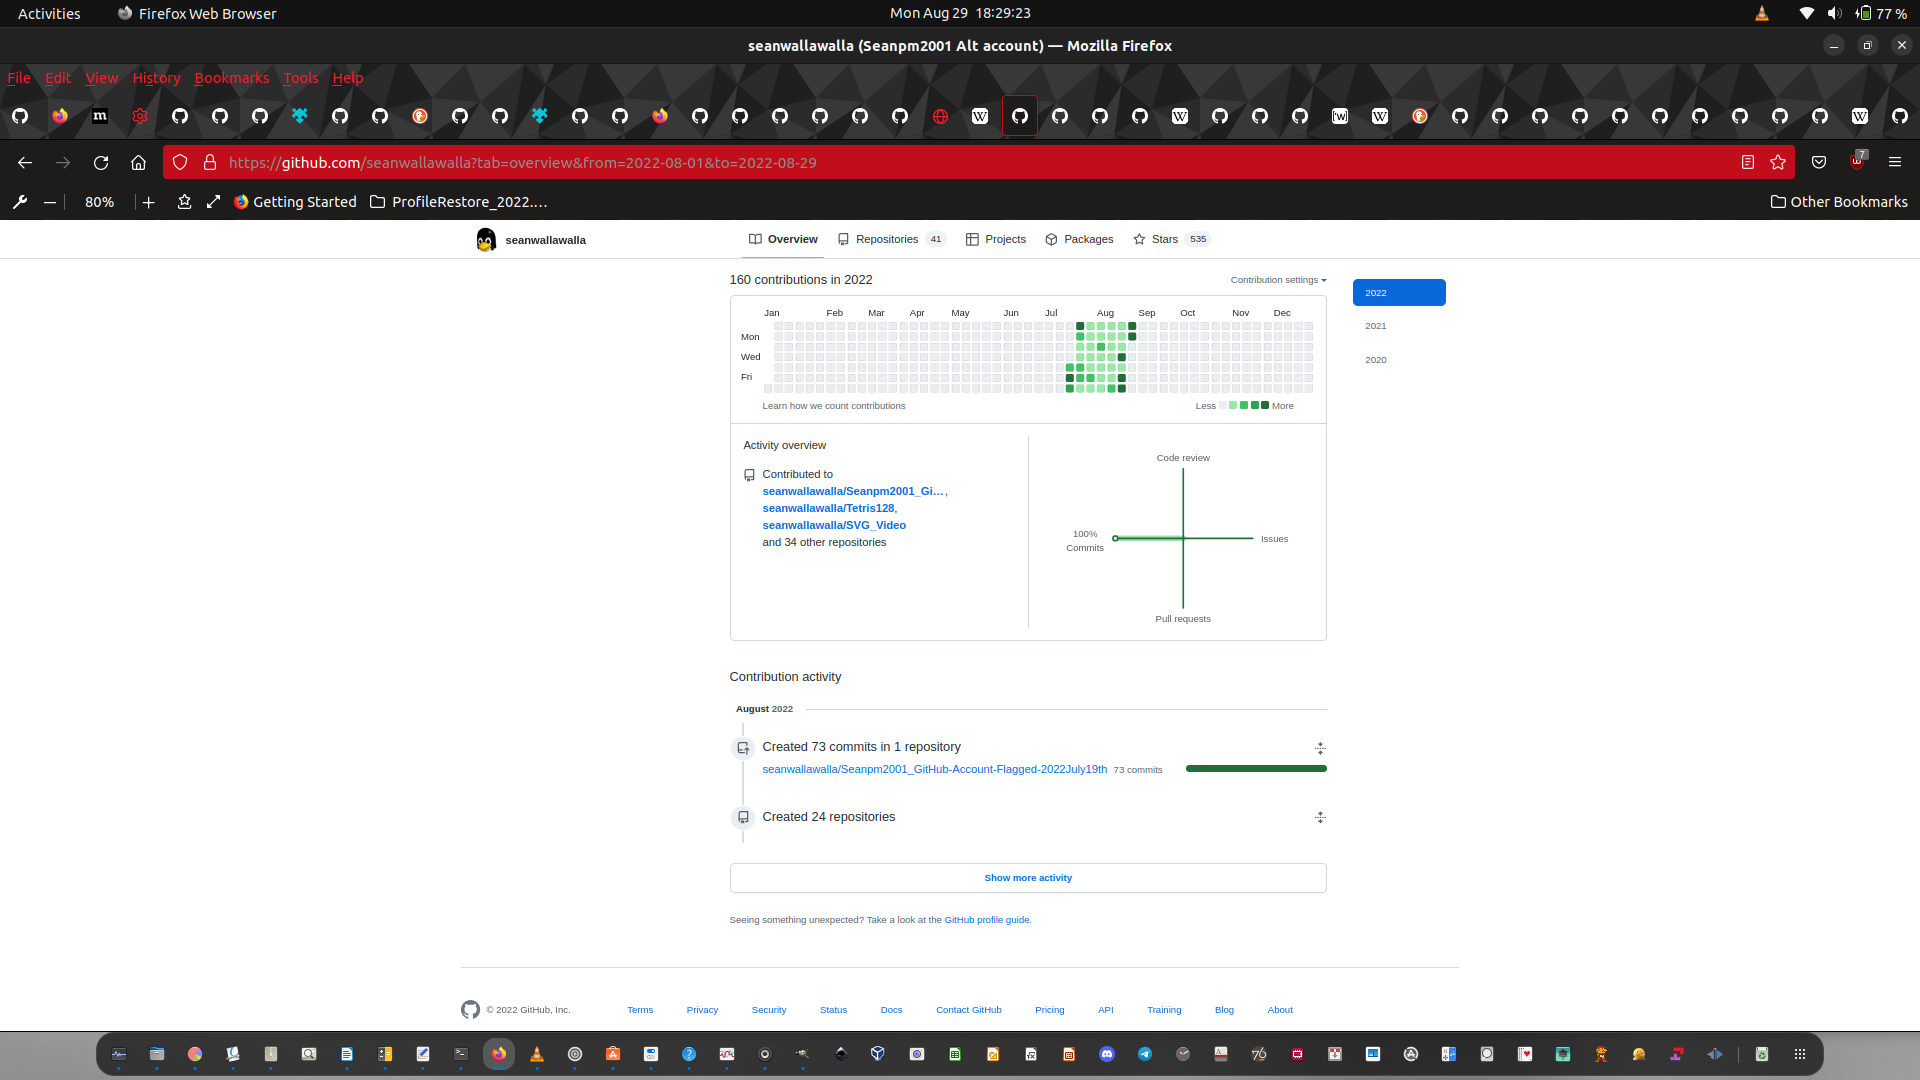 Activities Firefox Web Browser Mon Aug 29 18:29:23 77 %
seanwallawalla (Seanpm2001 Alt account) — Mozilla Firefox
File Edit View History Bookmarks Tools Help
https://github.com/seanwallawalla?tab=overview&from=2022-08-01&to=2022-08-29 7
80% Getting Started ProfileRestore_2022.… Other Bookmarks
seanwallawalla Overview Repositories 41 Projects Packages Stars 535
160 contributions in 2022 Contribution settings
2022
2021
2020
Jan Feb Mar Apr May Jun Jul Aug Sep Oct Nov Dec
Mon
Wed
Fri
Learn how we count contributions Less More
Activity overview
Contributed to
seanwallawalla/Seanpm2001_Gi…,
seanwallawalla/Tetris128,
seanwallawalla/SVG_Video
and 34 other repositories
Code review
100%
Commits
Issues
Pull requests
Contribution activity
August 2022
Created 73 commits in 1 repository
seanwallawalla/Seanpm2001_GitHub-Account-Flagged-2022July19th 73 commits
Created 24 repositories
Show more activity
Seeing something unexpected? Take a look at the GitHub profile guide.
© 2022 GitHub, Inc. Terms Privacy Security Status Docs Contact GitHub Pricing API Training Blog About